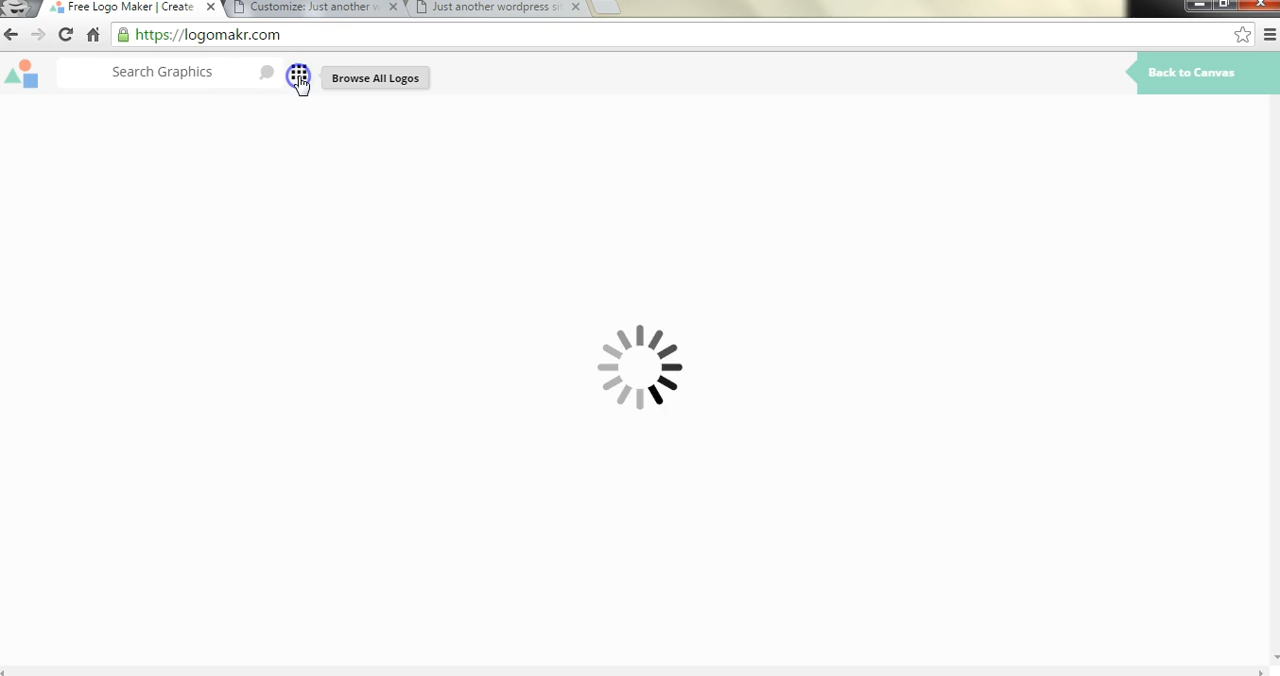 Free Logo Maker | Create
Customize: Just another w
Just another wordpress sit
https://logomakr.com
Search Graphics
Browse All Logos
Back to Canvas